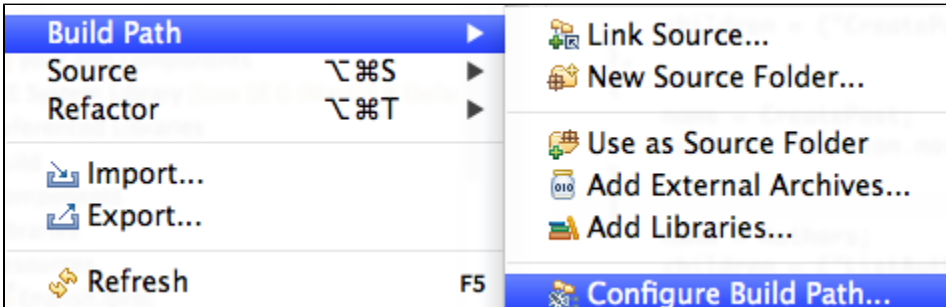 Build Path
Source ⌥⌘S
Refactor ⌥⌘T
Import...
Export...
Refresh F5
Link Source...
New Source Folder...
Use as Source Folder
Add External Archives...
Add Libraries...
Configure Build Path...